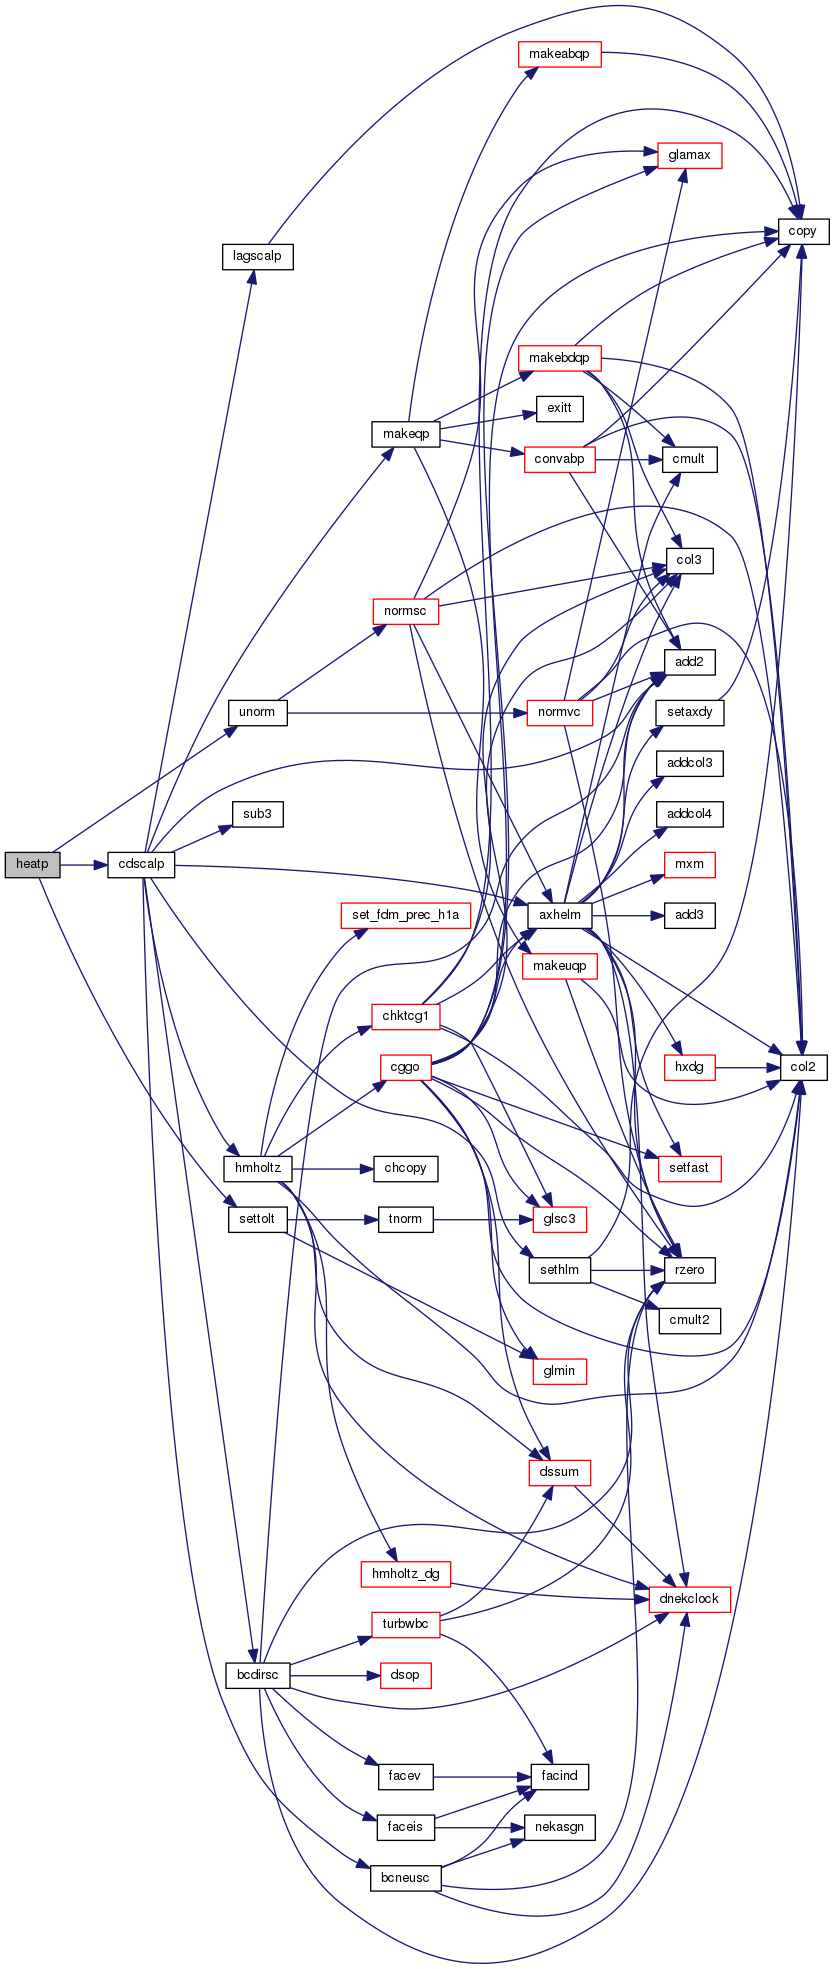 makeabqp
glamax
copy
lagscalp
makebdqp
exitt
makeqp
convabp
cmult
col3
normsc
add2
unorm
normvc
setaxdy
addcol3
sub3
addcol4
heatp
cdscalp
mxm
set_fdm_prec_h1a
axhelm
add3
makeuqp
chktcg1
cggo
hxdg
col2
hmholtz
chcopy
setfast
settolt
tnorm
glsc3
sethlm
rzero
cmult2
glmin
dssum
hmholtz_dg
dnekclock
turbwbc
bcdirsc
dsop
facev
facind
faceis
nekasgn
bcneusc